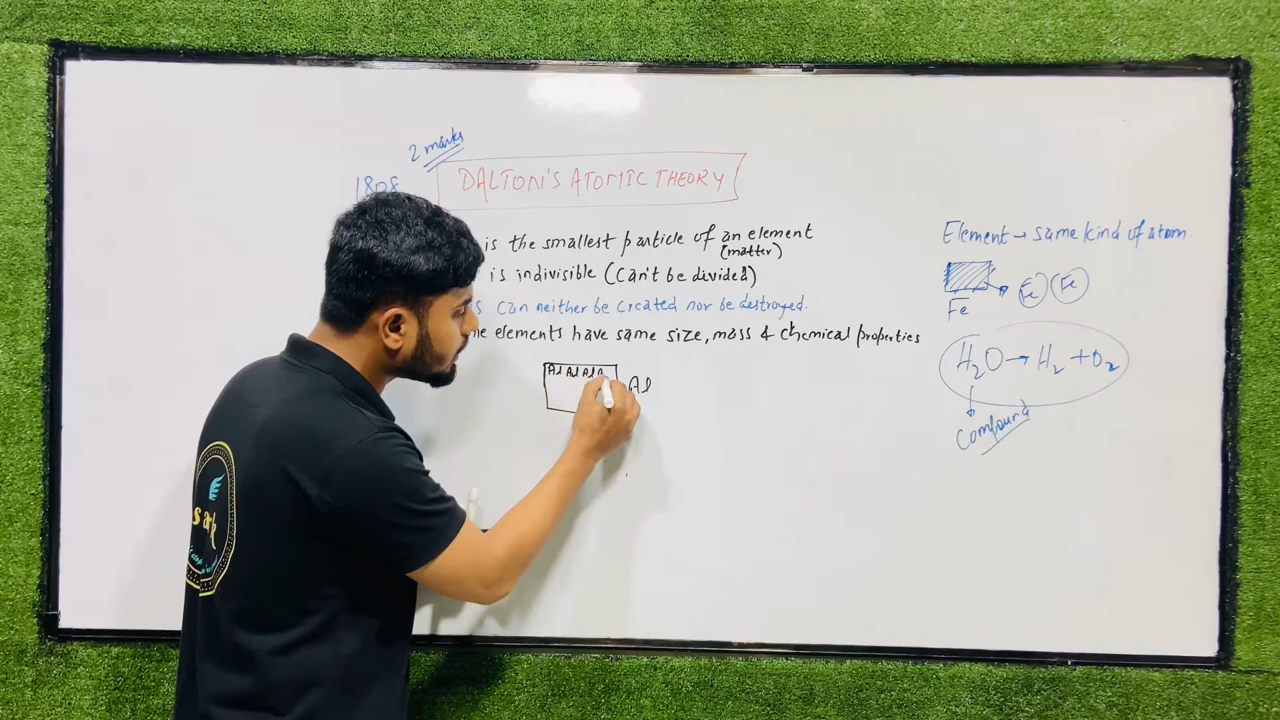 2 marks
1808
DALTON'S ATOMIC THEORY
is the smallest particle of an element
(matter)
is indivisible (Can't be divided)
can neither be created nor be destroyed.
elements have same size, mass & chemical properties
Al Al Al A
Al
Element → same kind of atom.
Fe Fe
Fe
H2O → H2 + O2
Compound